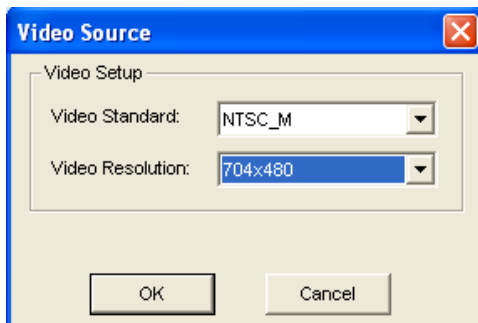 Video Source
Video Setup
Video Standard: NTSC_M
Video Resolution: 704x480
OK Cancel